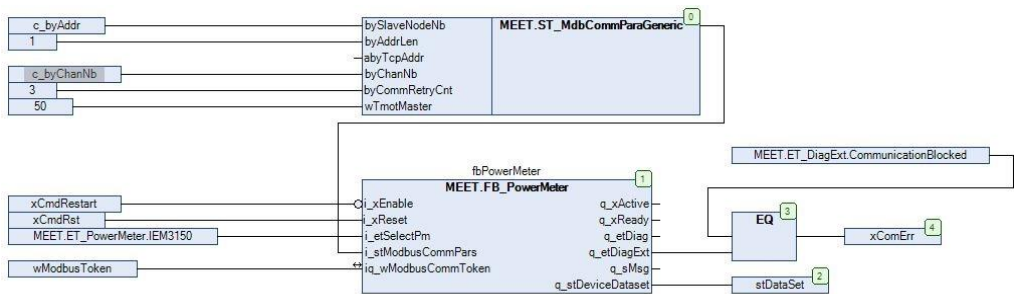 c_byAddr
1
c_byChanNb
3
50
bySlaveNodeNb
byAddrLen
abyTcpAddr
byChanNb
byCommRetryCnt
wTmotMaster
MEET.ST_MdbCommParaGeneric
0
MEET.ET_DiagExt.CommunicationBlocked
fbPowerMeter
MEET.FB_PowerMeter
1
xCmdRestart
xCmdRst
MEET.ET_PowerMeter.IEM3150
wModbusToken
i_xEnable
i_xReset
i_etSelectPm
i_stModbusCommPars
iq_wModbusCommToken
q_xActive
q_xReady
q_etDiag
q_etDiagExt
q_sMsg
q_stDeviceDataset
EQ
3
xComErr
4
stDataSet
2